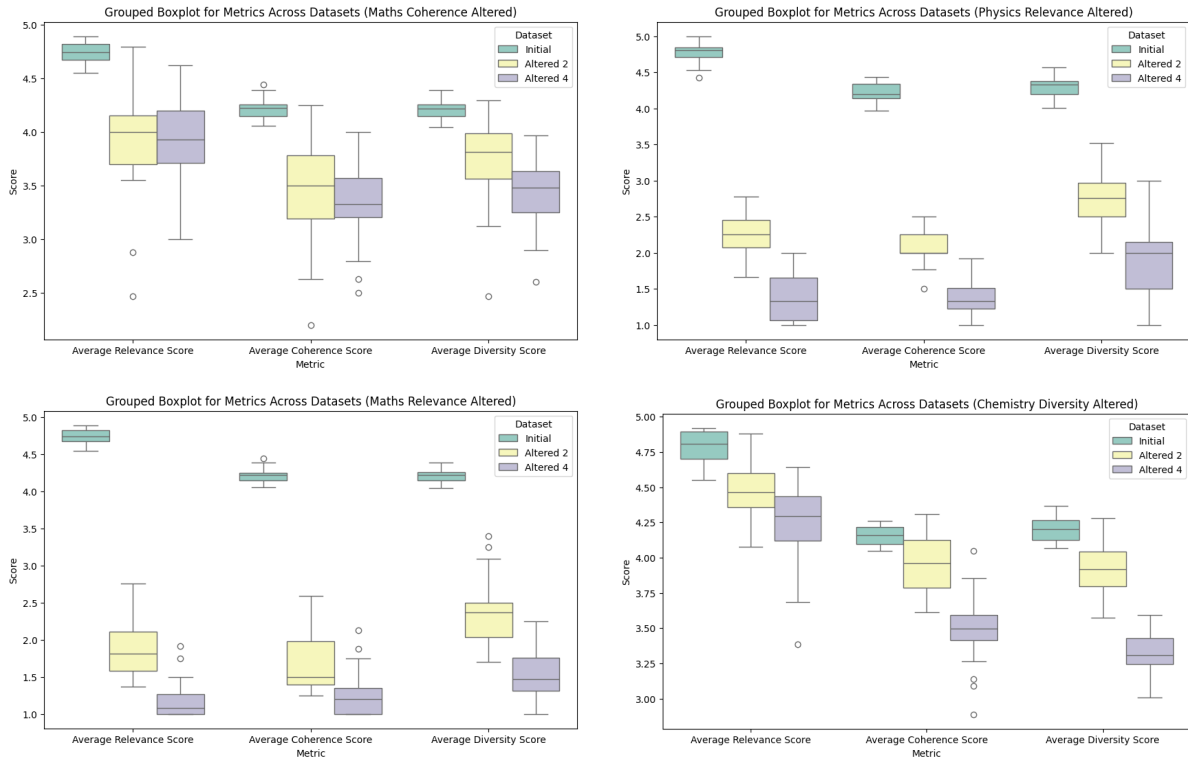 Grouped Boxplot for Metrics Across Datasets (Maths Coherence Altered)
5.0
4.5
4.0
3.5
3.0
2.5
Score
Dataset
Initial
Altered 2
Altered 4
Average Relevance Score
Average Coherence Score
Average Diversity Score
Metric
Grouped Boxplot for Metrics Across Datasets (Physics Relevance Altered)
5.0
4.5
4.0
3.5
3.0
2.5
2.0
1.5
1.0
Score
Dataset
Initial
Altered 2
Altered 4
Average Relevance Score
Average Coherence Score
Average Diversity Score
Metric
Grouped Boxplot for Metrics Across Datasets (Maths Relevance Altered)
5.0
4.5
4.0
3.5
3.0
2.5
2.0
1.5
1.0
Score
Dataset
Initial
Altered 2
Altered 4
Average Relevance Score
Average Coherence Score
Average Diversity Score
Metric
Grouped Boxplot for Metrics Across Datasets (Chemistry Diversity Altered)
5.00
4.75
4.50
4.25
4.00
3.75
3.50
3.25
3.00
Score
Dataset
Initial
Altered 2
Altered 4
Average Relevance Score
Average Coherence Score
Average Diversity Score
Metric